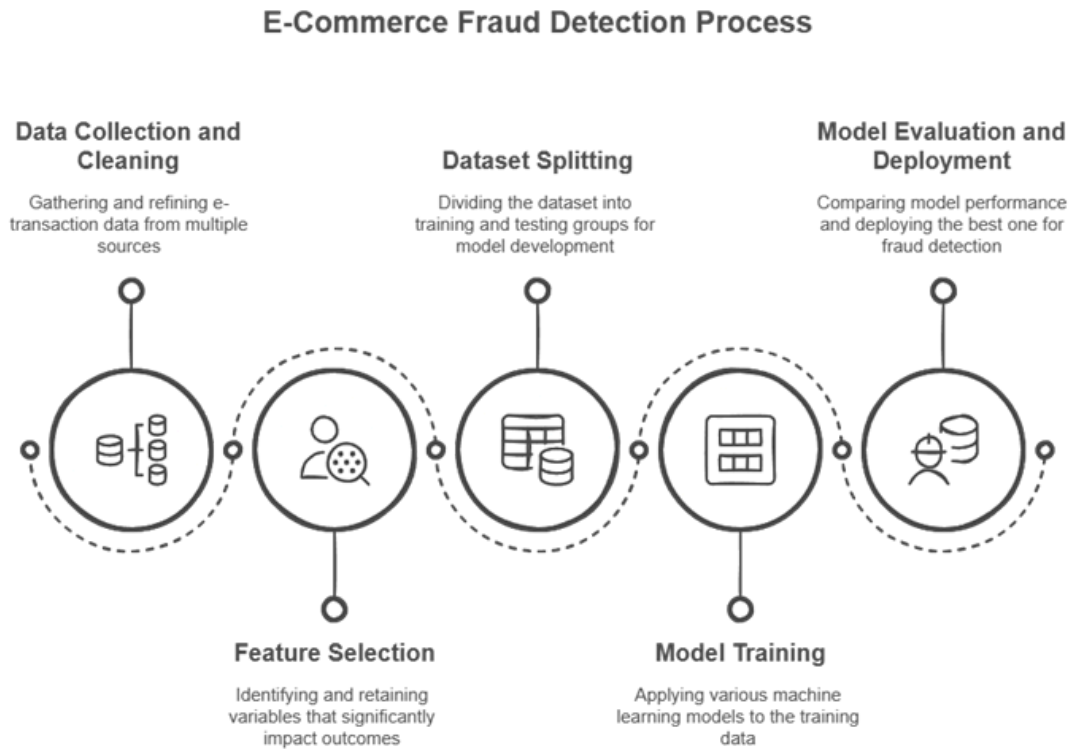 E-Commerce Fraud Detection Process
Data Collection and
Cleaning
Gathering and refining e-
transaction data from multiple
sources
Feature Selection
Identifying and retaining
variables that significantly
impact outcomes
Dataset Splitting
Dividing the dataset into
training and testing groups for
model development
Model Training
Applying various machine
learning models to the training
data
Model Evaluation and
Deployment
Comparing model performance
and deploying the best one for
fraud detection